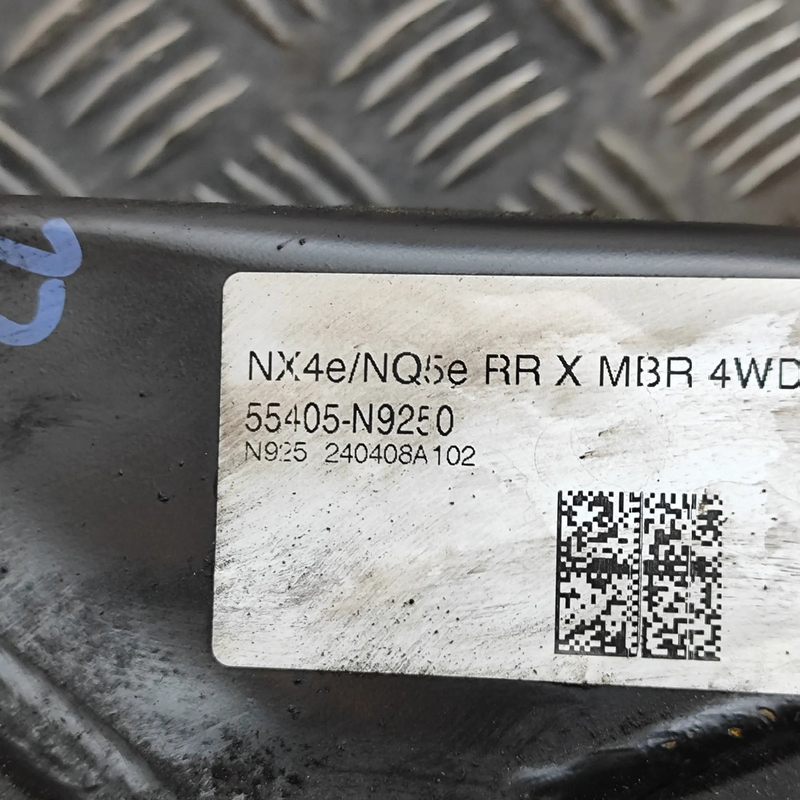 NX4e/NQ5e RR X MBR 4WD
55405-N9250
N925 240408A102